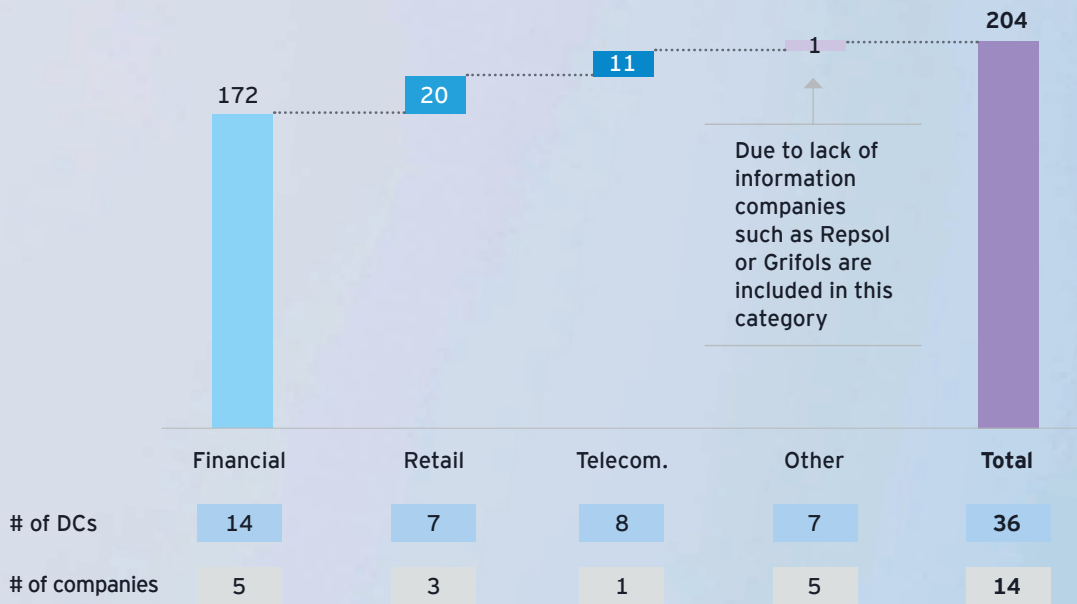 204
1
11
20
172
Due to lack of
information
companies
such as Repsol
or Grifols are
included in this
category
Financial Retail Telecom. Other Total
# of DCs 14 7 8 7 36
# of companies 5 3 1 5 14